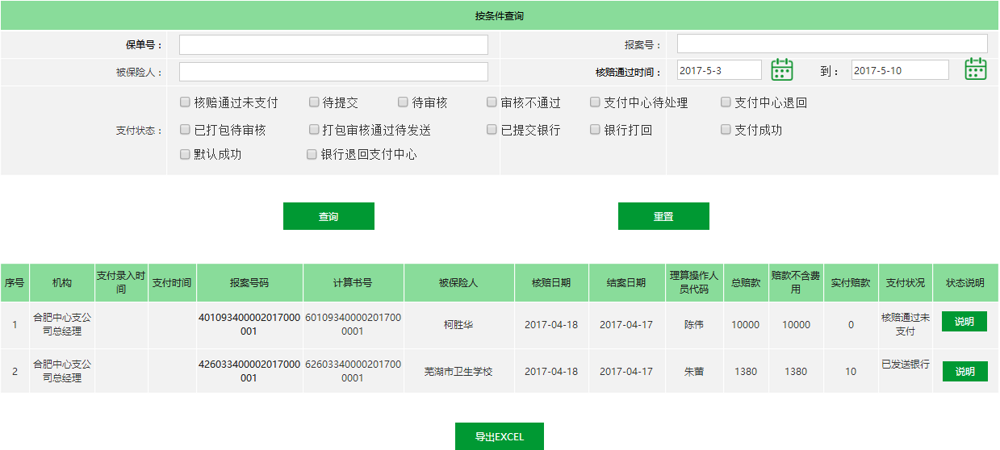 按条件查询
保单号：
报案号：
被保险人：
核赔通过时间：
2017-5-3
到：
2017-5-10
支付状态：
核赔通过未支付 待提交 待审核 审核不通过 支付中心待处理 支付中心退回
已打包待审核 打包审核通过待发送 已提交银行 银行打回 支付成功
默认成功 银行退回支付中心
查询
重置
序号
机构
支付录入时
间
支付时间
报案号码
计算书号
被保险人
核赔日期
结案日期
理算操作人
员代码
总赔款
赔款不含费
用
实付赔款
支付状况
状态说明
1
合肥中心支公
司总经理
401093400002017000
001
60109340000201700
0001
柯胜华
2017-04-18
2017-04-17
陈伟
10000
10000
0
核赔通过未
支付
说明
2
合肥中心支公
司总经理
426033400002017000
001
62603340000201700
0001
芜湖市卫生学校
2017-04-18
2017-04-17
朱蕾
1380
1380
10
已发送银行
说明
导出EXCEL